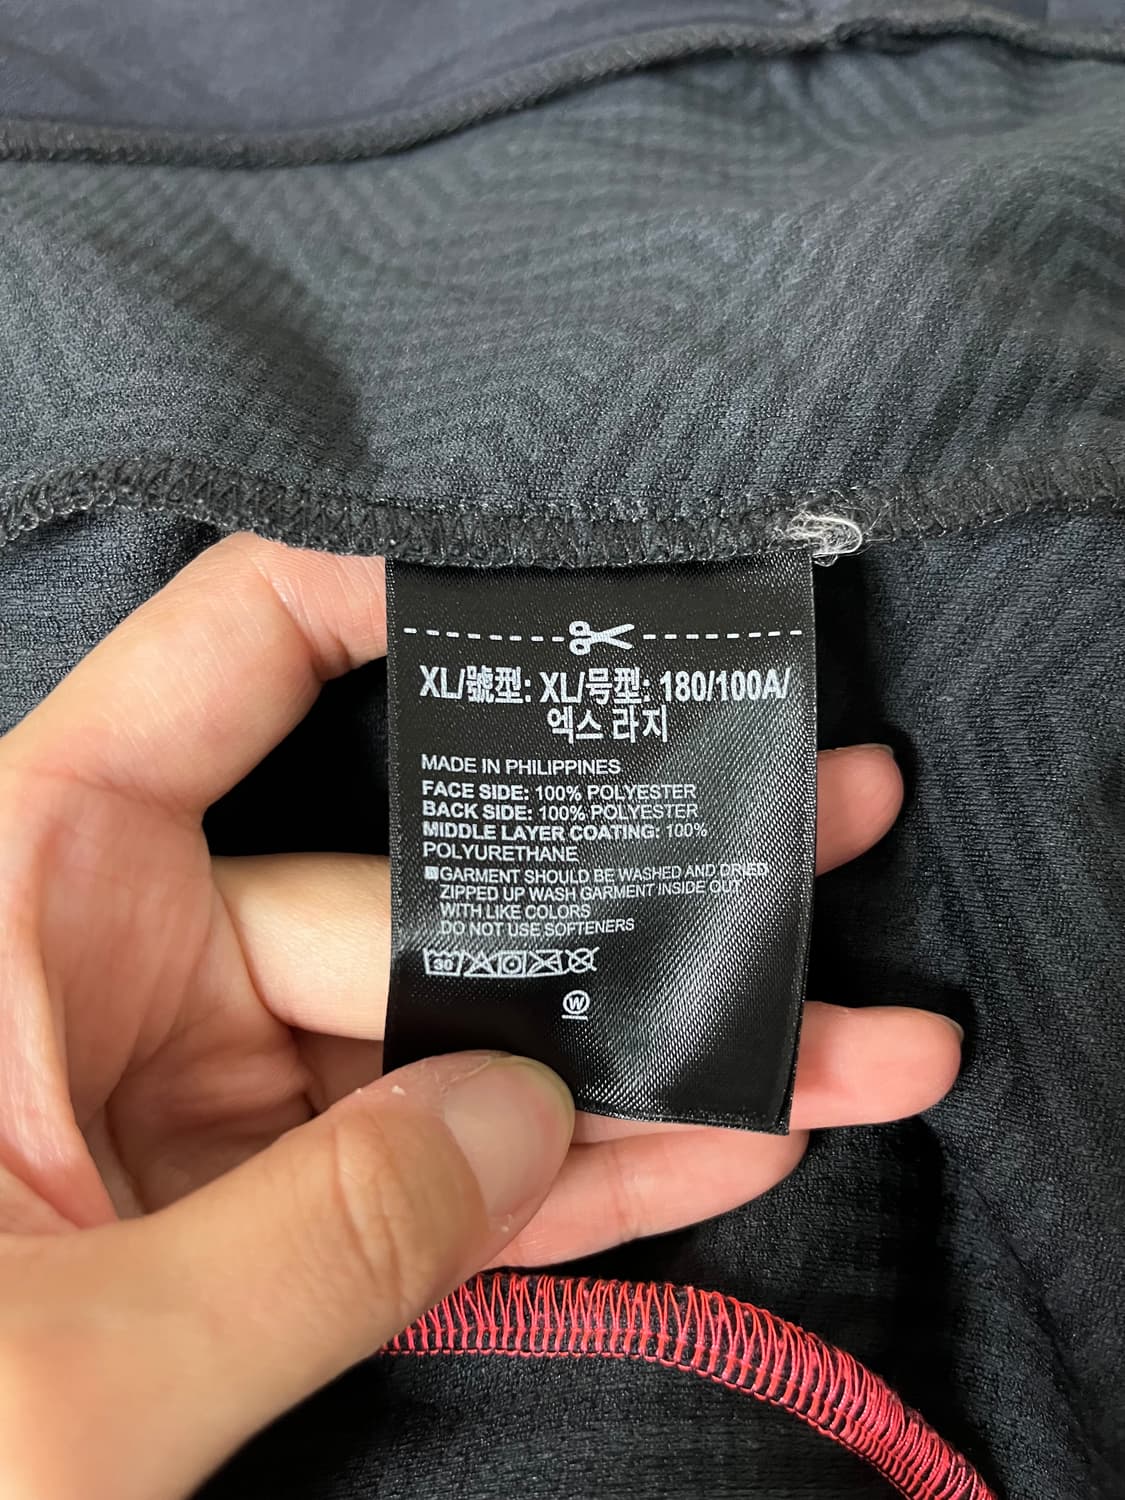 XL/號型: XL/号型: 180/100A/
엑스 라지
MADE IN PHILIPPINES
FACE SIDE: 100% POLYESTER
BACK SIDE: 100% POLYESTER
MIDDLE LAYER COATING: 100%
POLYURETHANE
GARMENT SHOULD BE WASHED AND DRIED
ZIPPED UP WASH GARMENT INSIDE OUT
WITH LIKE COLORS
DO NOT USE SOFTENERS
30
W